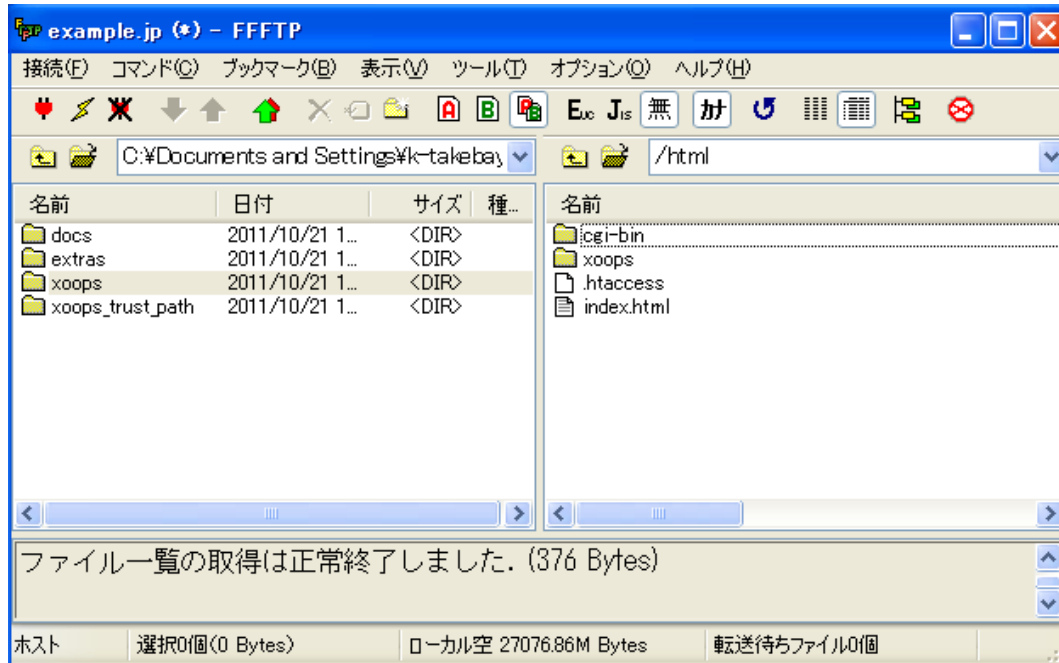 example.jp (*) - FFFTP
接続(F) コマンド(C) ブックマーク(B) 表示(V) ツール(T) オプション(O) ヘルプ(H)
A B Euc JIS 無 カナ
C:¥Documents and Settings¥k-takebay /html
名前 日付 サイズ 種... 名前
docs 2011/10/21 1... <DIR> cgi-bin
extras 2011/10/21 1... <DIR> xoops
xoops 2011/10/21 1... <DIR> .htaccess
xoops_trust_path 2011/10/21 1... <DIR> index.html
ファイル一覧の取得は正常終了しました. (376 Bytes)
ホスト 選択0個(0 Bytes) ローカル空 27076.86M Bytes 転送待ちファイル0個